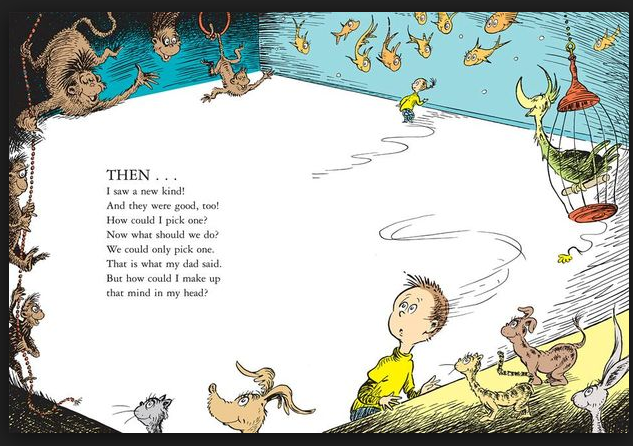 THEN . . .
I saw a new kind!
And they were good, too!
How could I pick one?
Now what should we do?
We could only pick one.
That is what my dad said.
But how could I make up
that mind in my head?